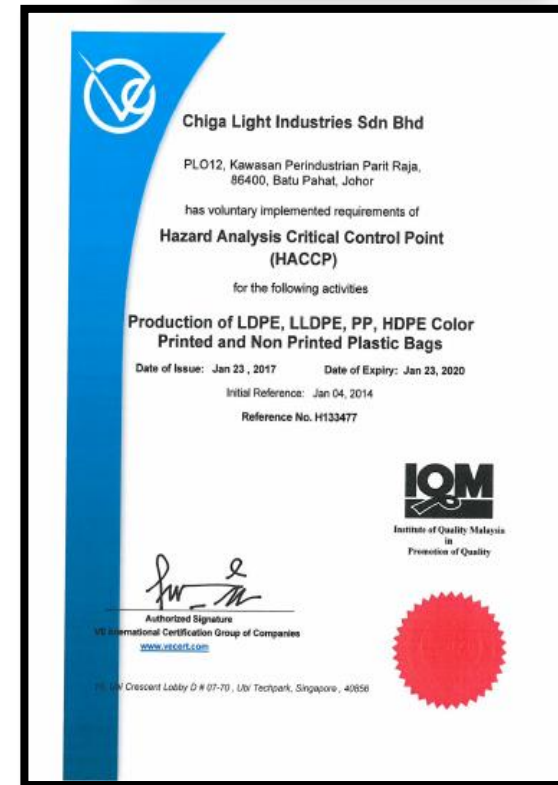 Chiga Light Industries Sdn Bhd
PLO12, Kawasan Perindustrian Parit Raja,
86400, Batu Pahat, Johor
has voluntary implemented requirements of
Hazard Analysis Critical Control Point
(HACCP)
for the following activities
Production of LDPE, LLDPE, PP, HDPE Color
Printed and Non Printed Plastic Bags
Date of Issue: Jan 23 , 2017 Date of Expiry: Jan 23, 2020
Initial Reference: Jan 04, 2014
Reference No. H133477
IQM
Institute of Quality Malaysia
in
Promotion of Quality
Authorized Signature
VE International Certification Group of Companies
www.vecert.com
Crescent Lobby D # 07-70 , Ubi Techpark, Singapore , 40856